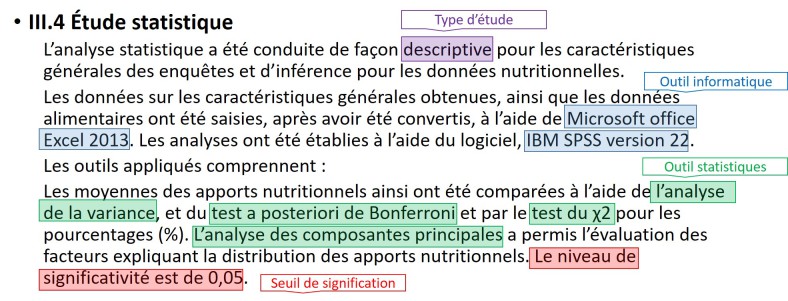 • III.4 Étude statistique
Type d'étude
L'analyse statistique a été conduite de façon descriptive pour les caractéristiques
générales des enquêtes et d'inférence pour les données nutritionnelles.
Outil informatique
Les données sur les caractéristiques générales obtenues, ainsi que les données
alimentaires ont été saisies, après avoir été convertis, à l'aide de Microsoft office
Excel 2013. Les analyses ont été établies à l'aide du logiciel, IBM SPSS version 22.
Les outils appliqués comprennent :
Outil statistiques
Les moyennes des apports nutritionnels ainsi ont été comparées à l'aide de l'analyse
de la variance, et du test a posteriori de Bonferroni et par le test du χ2 pour les
pourcentages (%). L'analyse des composantes principales a permis l'évaluation des
facteurs expliquant la distribution des apports nutritionnels. Le niveau de
significativité est de 0,05.
Seuil de signification